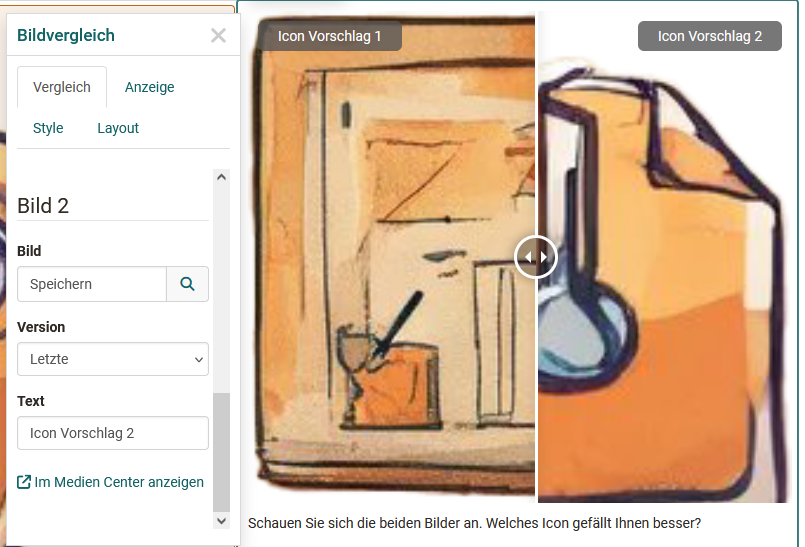 Bildvergleich
Vergleich
Anzeige
Style
Layout
Bild 2
Bild
Speichern
Version
Letzte
Text
Icon Vorschlag 2
Im Medien Center anzeigen
Icon Vorschlag 1
Icon Vorschlag 2
Schauen Sie sich die beiden Bilder an. Welches Icon gefällt Ihnen besser?